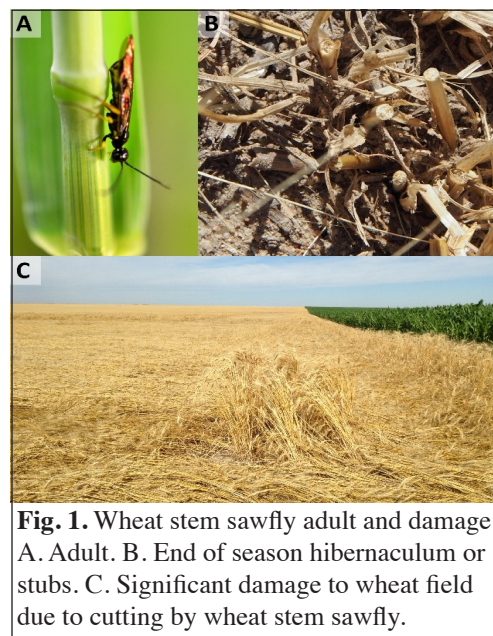 A
B
C
Fig. 1. Wheat stem sawfly adult and damage
A. Adult. B. End of season hibernaculum or
stubs. C. Significant damage to wheat field
due to cutting by wheat stem sawfly.